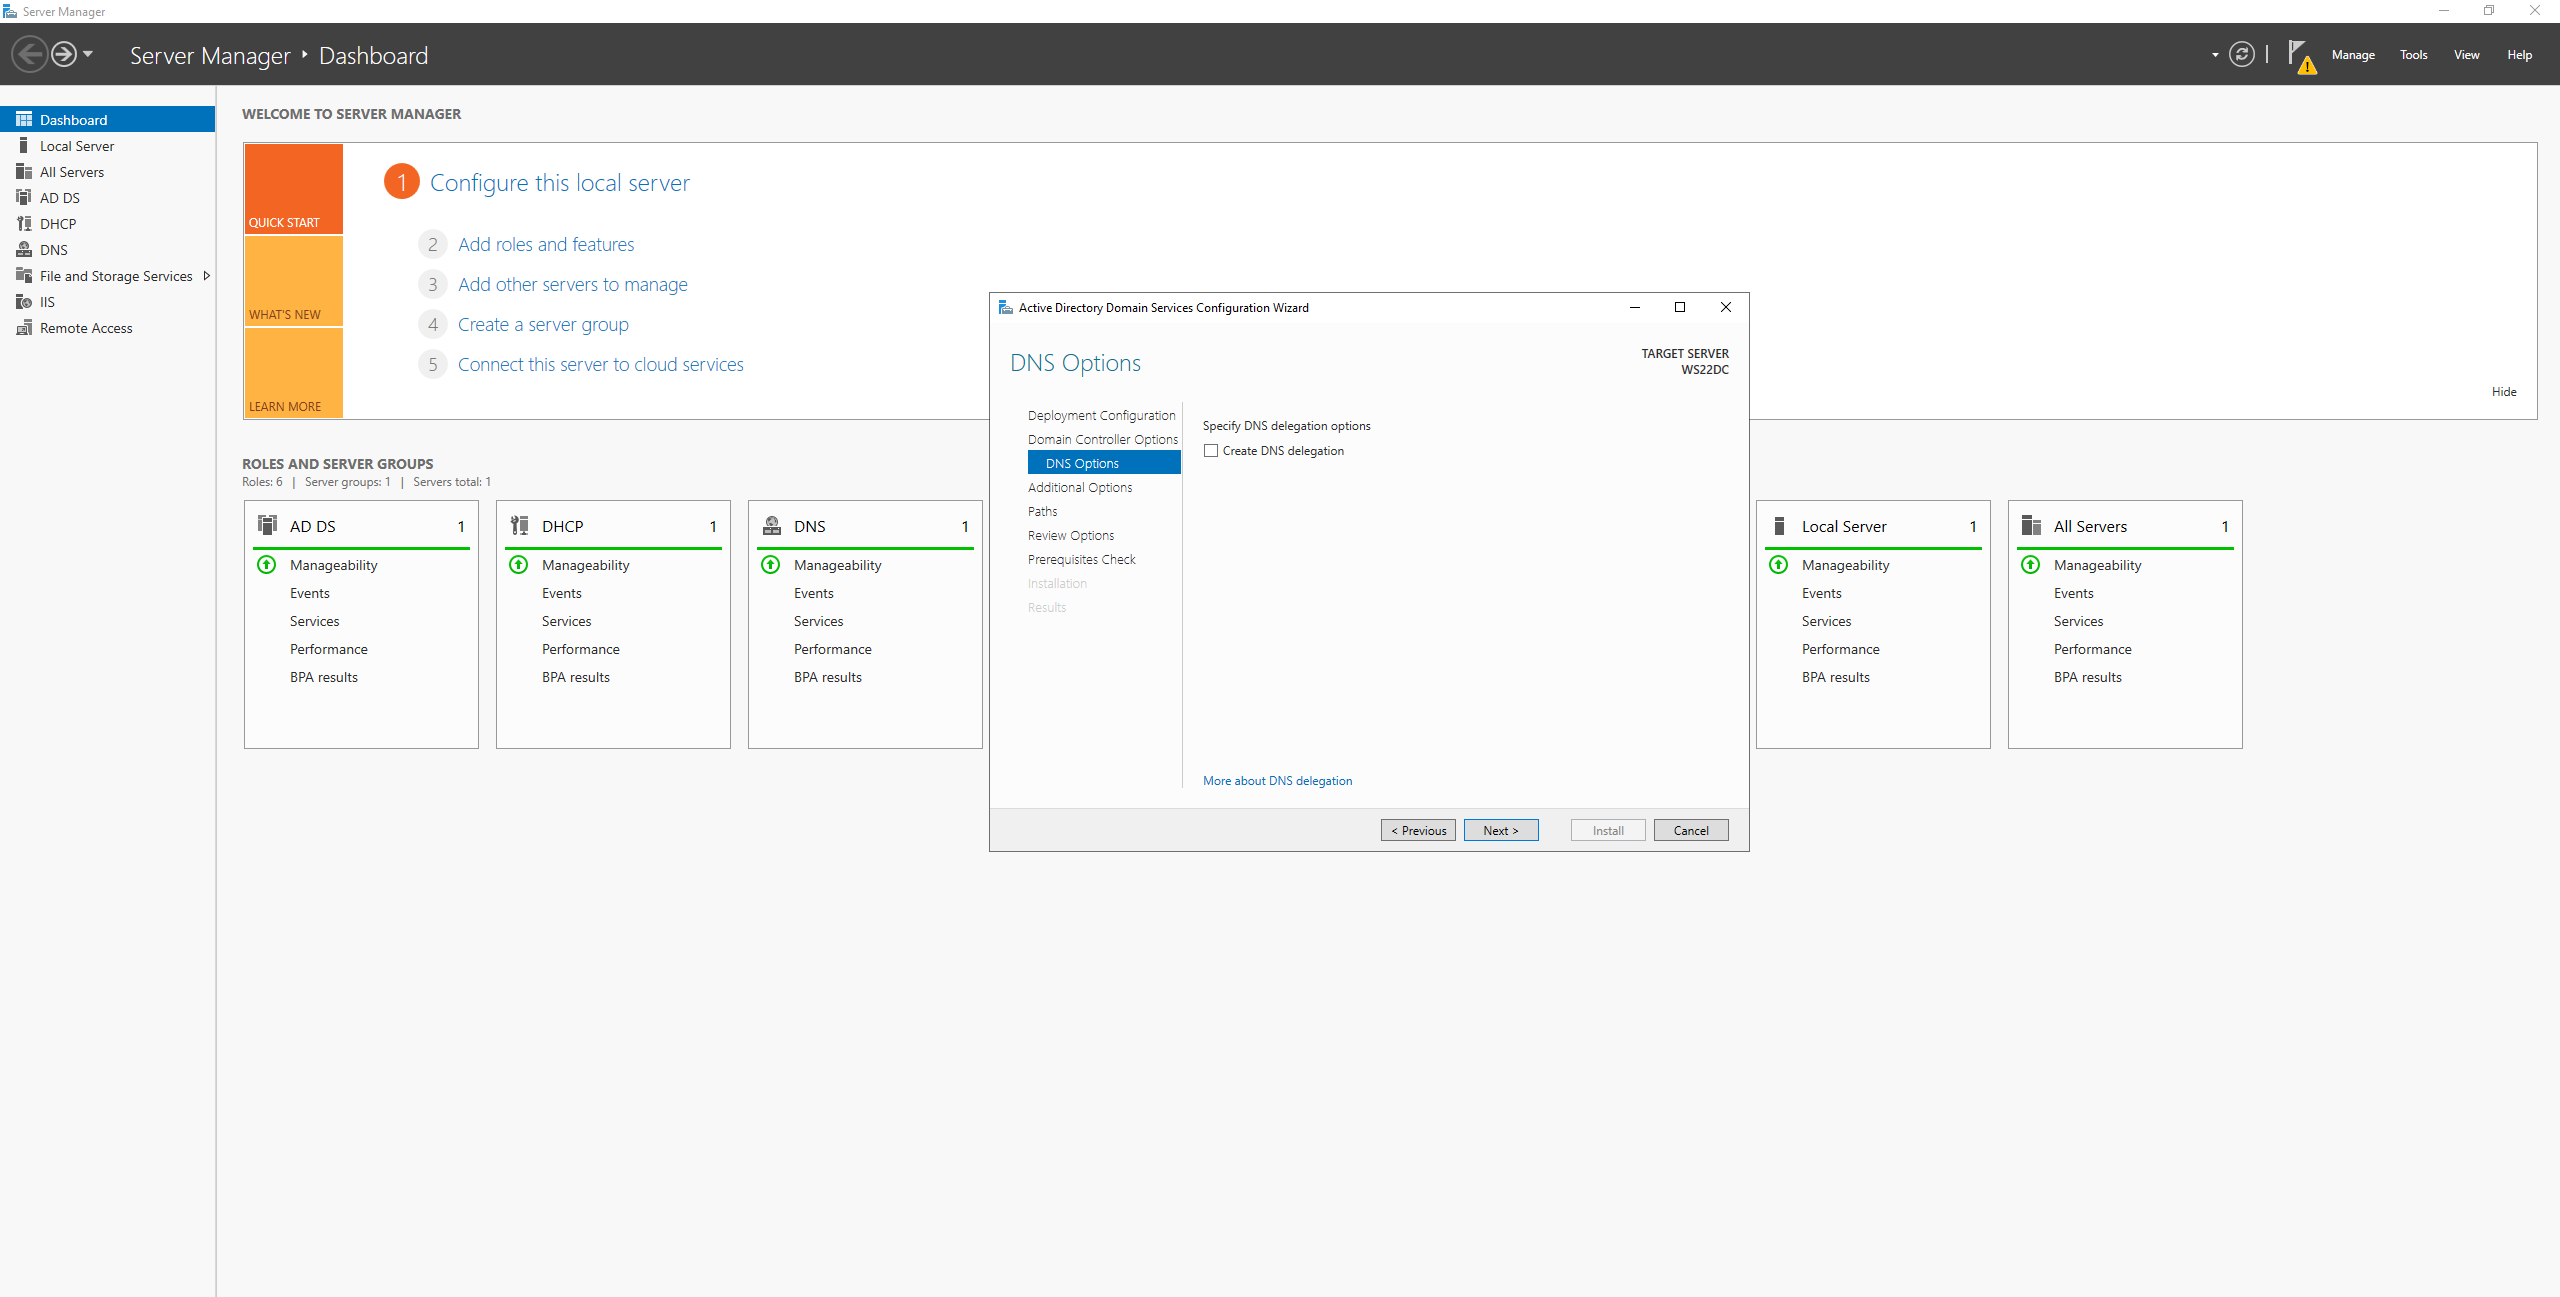 Server Manager
Server Manager ‣ Dashboard
Manage
Tools
View
Help
Dashboard
Local Server
All Servers
AD DS
DHCP
DNS
File and Storage Services
IIS
Remote Access
WELCOME TO SERVER MANAGER
QUICK START
WHAT'S NEW
LEARN MORE
1 Configure this local server
2 Add roles and features
3 Add other servers to manage
4 Create a server group
5 Connect this server to cloud services
Hide
ROLES AND SERVER GROUPS
Roles: 6 | Server groups: 1 | Servers total: 1
AD DS 1
Manageability
Events
Services
Performance
BPA results
DHCP 1
Manageability
Events
Services
Performance
BPA results
DNS 1
Manageability
Events
Services
Performance
BPA results
Local Server 1
Manageability
Events
Services
Performance
BPA results
All Servers 1
Manageability
Events
Services
Performance
BPA results
Active Directory Domain Services Configuration Wizard
DNS Options
TARGET SERVER
WS22DC
Deployment Configuration
Domain Controller Options
DNS Options
Additional Options
Paths
Review Options
Prerequisites Check
Installation
Results
Specify DNS delegation options
Create DNS delegation
More about DNS delegation
< Previous
Next >
Install
Cancel